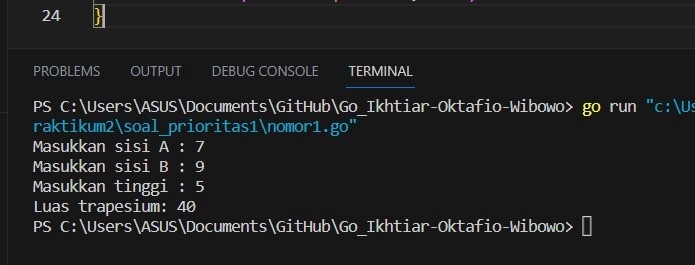 24 }
PROBLEMS OUTPUT DEBUG CONSOLE TERMINAL
PS C:\Users\ASUS\Documents\GitHub\Go_Ikhtiar-Oktafio-Wibowo> go run "c:\Us
raktikum2\soal_prioritas1\nomor1.go"
Masukkan sisi A : 7
Masukkan sisi B : 9
Masukkan tinggi : 5
Luas trapesium: 40
PS C:\Users\ASUS\Documents\GitHub\Go_Ikhtiar-Oktafio-Wibowo>